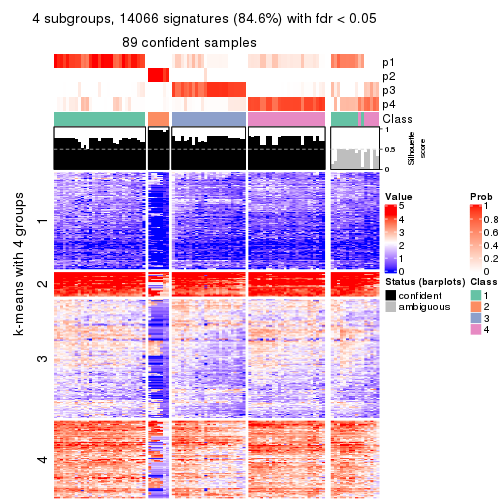 4 subgroups, 14066 signatures (84.6%) with fdr < 0.05
89 confident samples
p1
p2
p3
p4
Class
1
0.5
0
Silhouette
score
k-means with 4 groups
1
2
3
4
Value
5
4
3
2
1
0
Prob
1
0.8
0.6
0.4
0.2
0
Status (barplots)
confident
ambiguous
Class
1
2
3
4